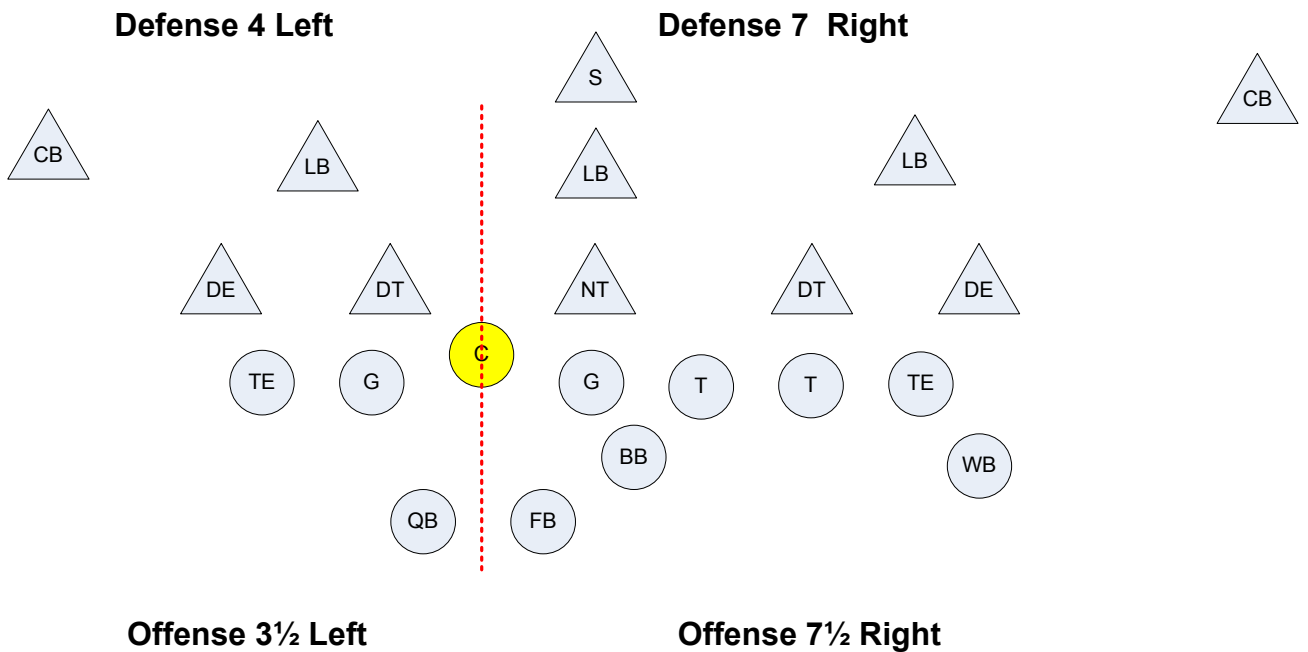 Defense 4 Left
Defense 7 Right
S
CB
CB
LB
LB
LB
DE
DT
NT
DT
DE
C
TE
G
G
T
T
TE
BB
WB
QB
FB
Offense 3½ Left
Offense 7½ Right